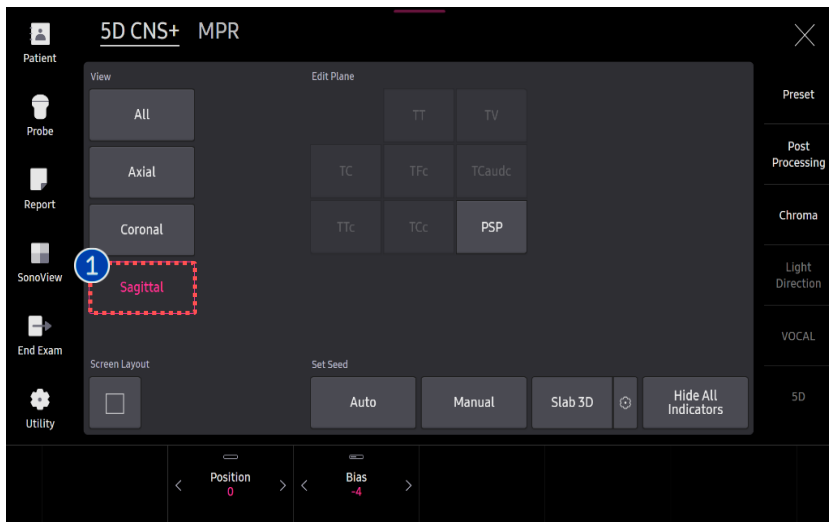 5D CNS+ MPR
Patient
Probe
Report
SonoView
End Exam
Utility
View
All
Axial
Coronal
1
Sagittal
Screen Layout
Edit Plane
TT TV
TC TFc TCaudc
TTc TCc PSP
Set Seed
Auto Manual Slab 3D Hide All
Indicators
Preset
Post
Processing
Chroma
Light
Direction
VOCAL
5D
Position
0
Bias
-4